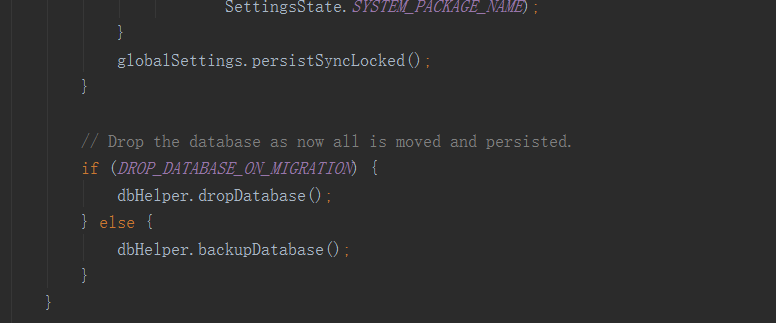 SettingsState.SYSTEM_PACKAGE_NAME);
}
globalSettings.persistSyncLocked();
}
// Drop the database as now all is moved and persisted.
if (DROP_DATABASE_ON_MIGRATION) {
dbHelper.dropDatabase();
} else {
dbHelper.backupDatabase();
}
}